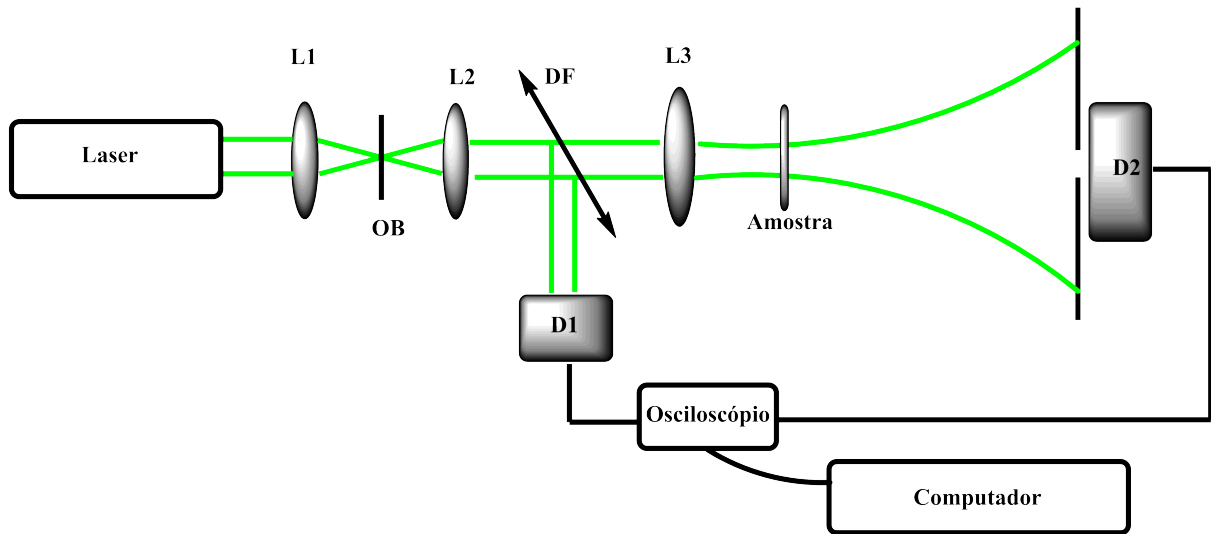 L1
L2
DF
L3
Laser
OB
Amostra
D2
D1
Osciloscópio
Computador